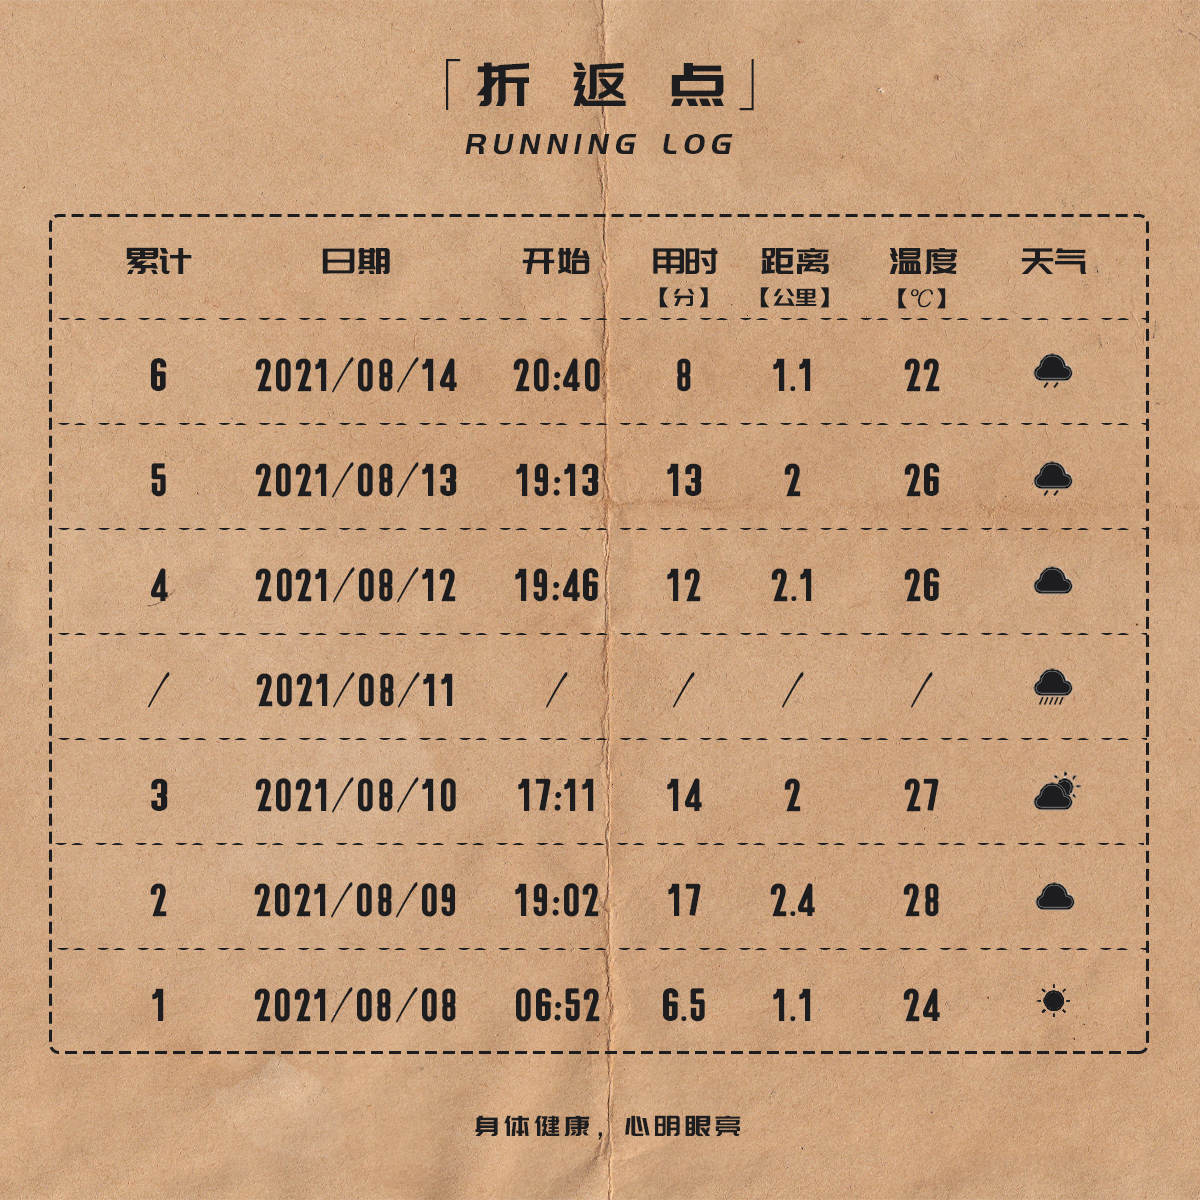 「折返点」
RUNNING LOG
累计 日期 开始 用时 距离 温度 天气
【分】 【公里】 【℃】
6 2021/08/14 20:40 8 1.1 22
5 2021/08/13 19:13 13 2 26
4 2021/08/12 19:46 12 2.1 26
/ 2021/08/11 / / / /
3 2021/08/10 17:11 14 2 27
2 2021/08/09 19:02 17 2.4 28
1 2021/08/08 06:52 6.5 1.1 24
身体健康，心明眼亮